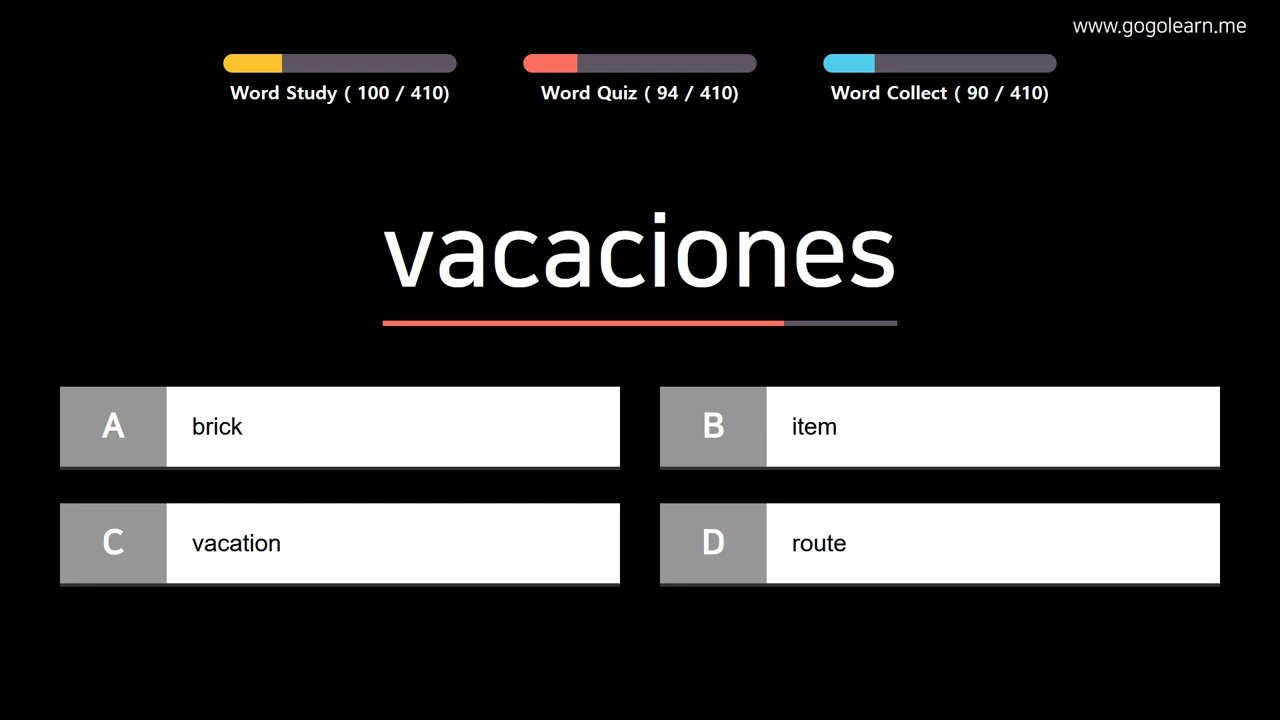 www.gogolearn.me
Word Study ( 100 / 410)
Word Quiz ( 94 / 410)
Word Collect ( 90 / 410)
vacaciones
A brick
B item
C vacation
D route